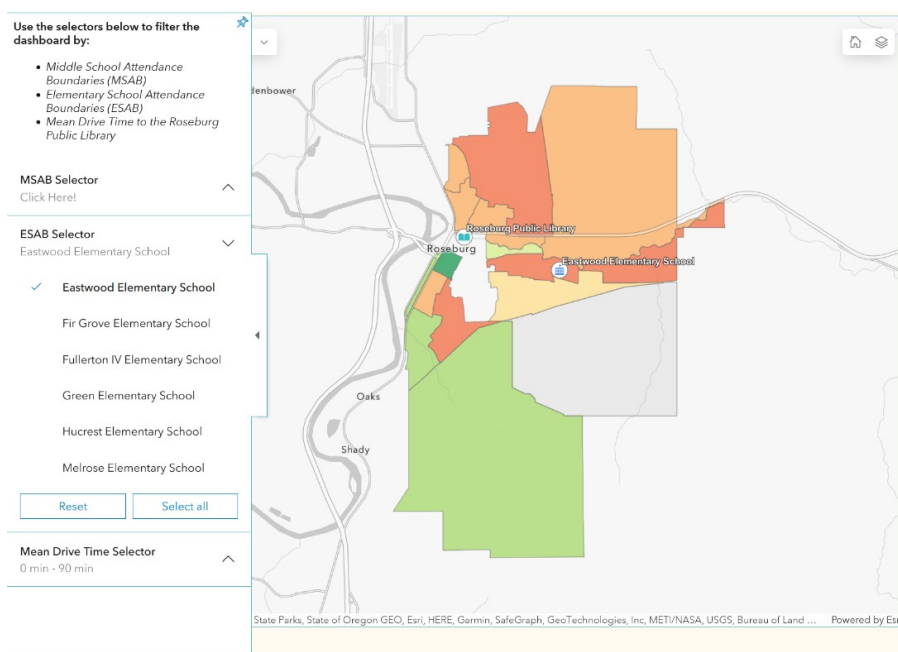 Use the selectors below to filter the
dashboard by:
• Middle School Attendance
Boundaries (MSAB)
• Elementary School Attendance
Boundaries (ESAB)
• Mean Drive Time to the Roseburg
Public Library
MSAB Selector
Click Here!
ESAB Selector
Eastwood Elementary School
Eastwood Elementary School
Fir Grove Elementary School
Fullerton IV Elementary School
Green Elementary School
Hucrest Elementary School
Melrose Elementary School
Reset
Select all
Mean Drive Time Selector
0 min - 90 min
denbower
Roseburg Public Library
Roseburg
Eastwood Elementary School
Oaks
Shady
State Parks, State of Oregon GEO, Esri, HERE, Garmin, SafeGraph, GeoTechnologies, Inc, METI/NASA, USGS, Bureau of Land ...
Powered by Esri